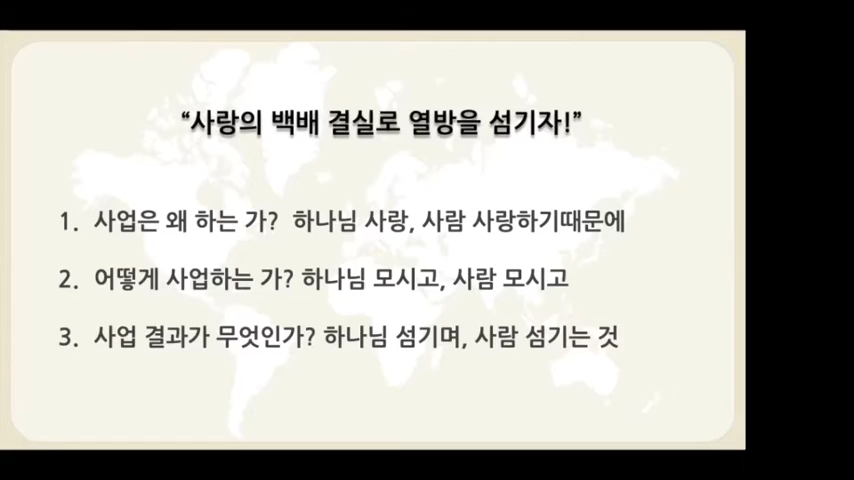 “사랑의 백배 결실로 열방을 섬기자!”
1. 사업은 왜 하는 가? 하나님 사랑, 사람 사랑하기때문에
2. 어떻게 사업하는 가? 하나님 모시고, 사람 모시고
3. 사업 결과가 무엇인가? 하나님 섬기며, 사람 섬기는 것